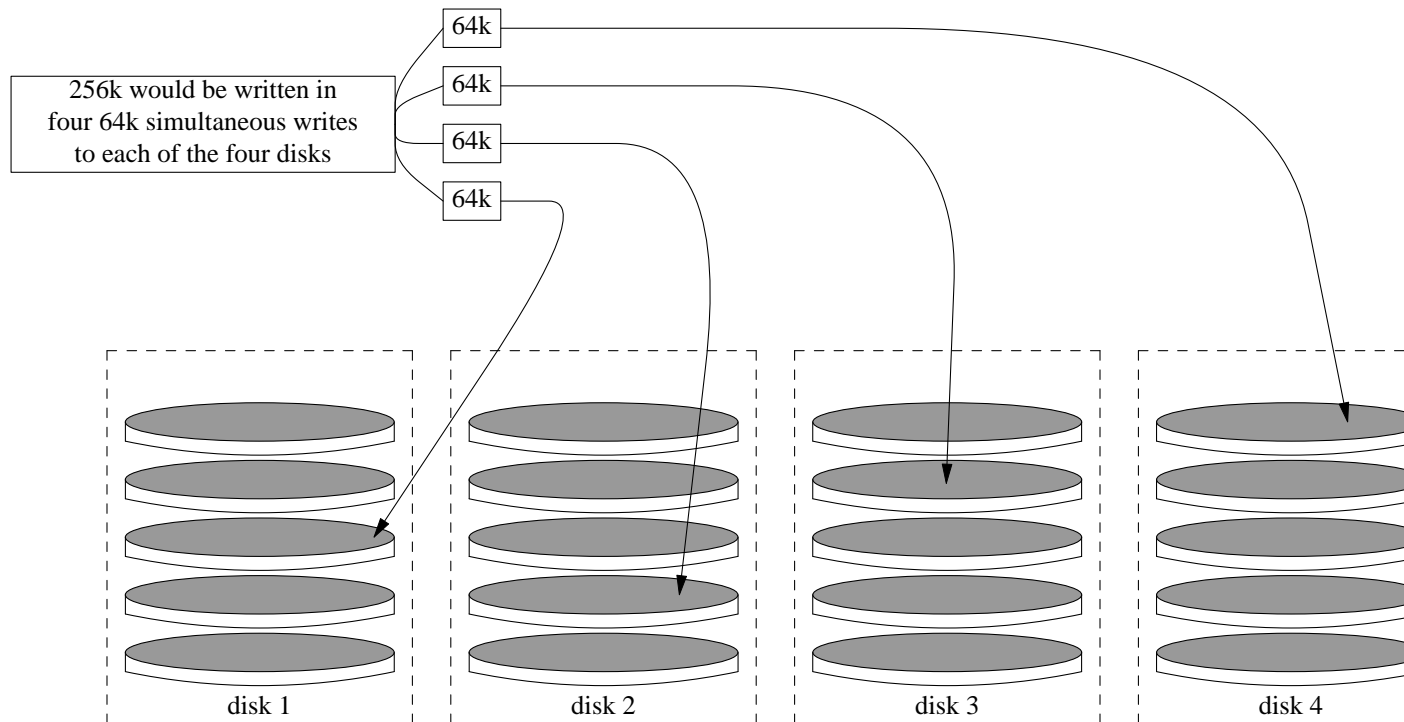 64k
256k would be written in
four 64k simultaneous writes
to each of the four disks
64k
64k
64k
disk 1
disk 2
disk 3
disk 4